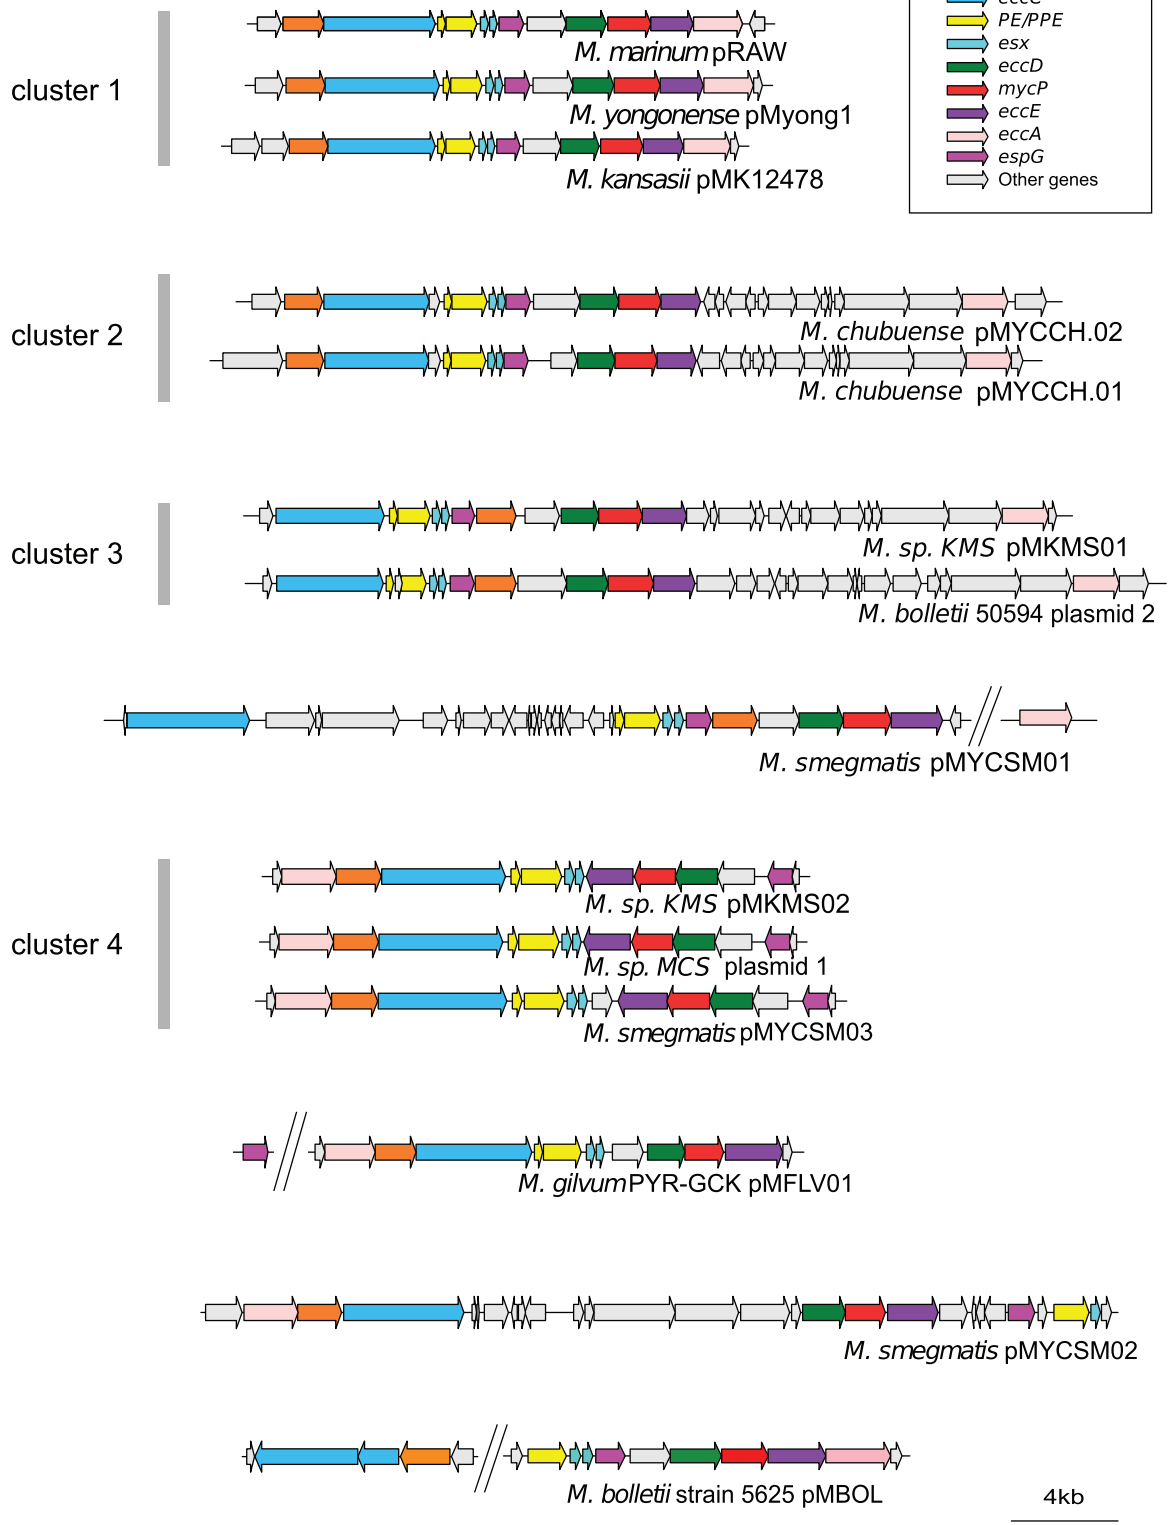 cluster 1
M. marinum pRAW
M. yongonense pMyong1
M. kansasii pMK12478
PE/PPE
esx
eccD
mycP
eccE
eccA
espG
Other genes
cluster 2
M. chubuense pMYCCH.02
M. chubuense pMYCCH.01
cluster 3
M. sp. KMS pMKMS01
M. bolletii 50594 plasmid 2
M. smegmatis pMYCSM01
cluster 4
M. sp. KMS pMKMS02
M. sp. MCS plasmid 1
M. smegmatis pMYCSM03
M. gilvum PYR-GCK pMFLV01
M. smegmatis pMYCSM02
M. bolletii strain 5625 pMBOL
4kb